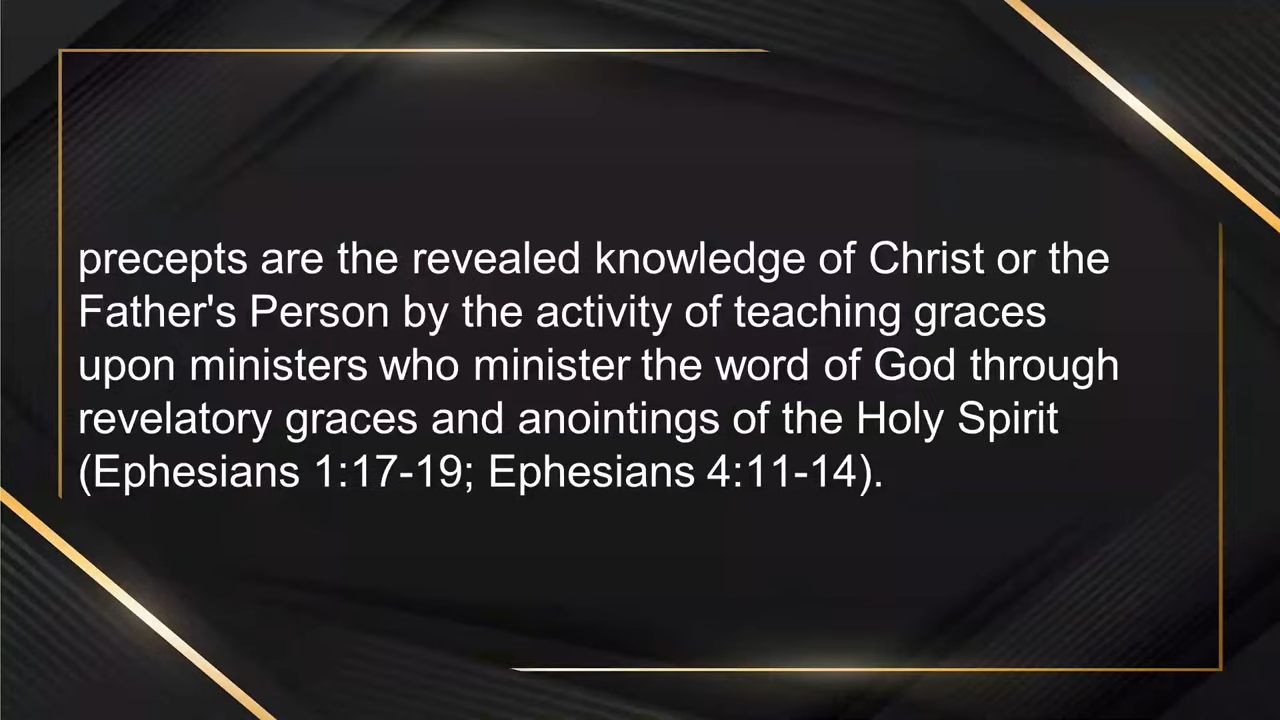 precepts are the revealed knowledge of Christ or the
Father's Person by the activity of teaching graces
upon ministers who minister the word of God through
revelatory graces and anointings of the Holy Spirit
(Ephesians 1:17-19; Ephesians 4:11-14).